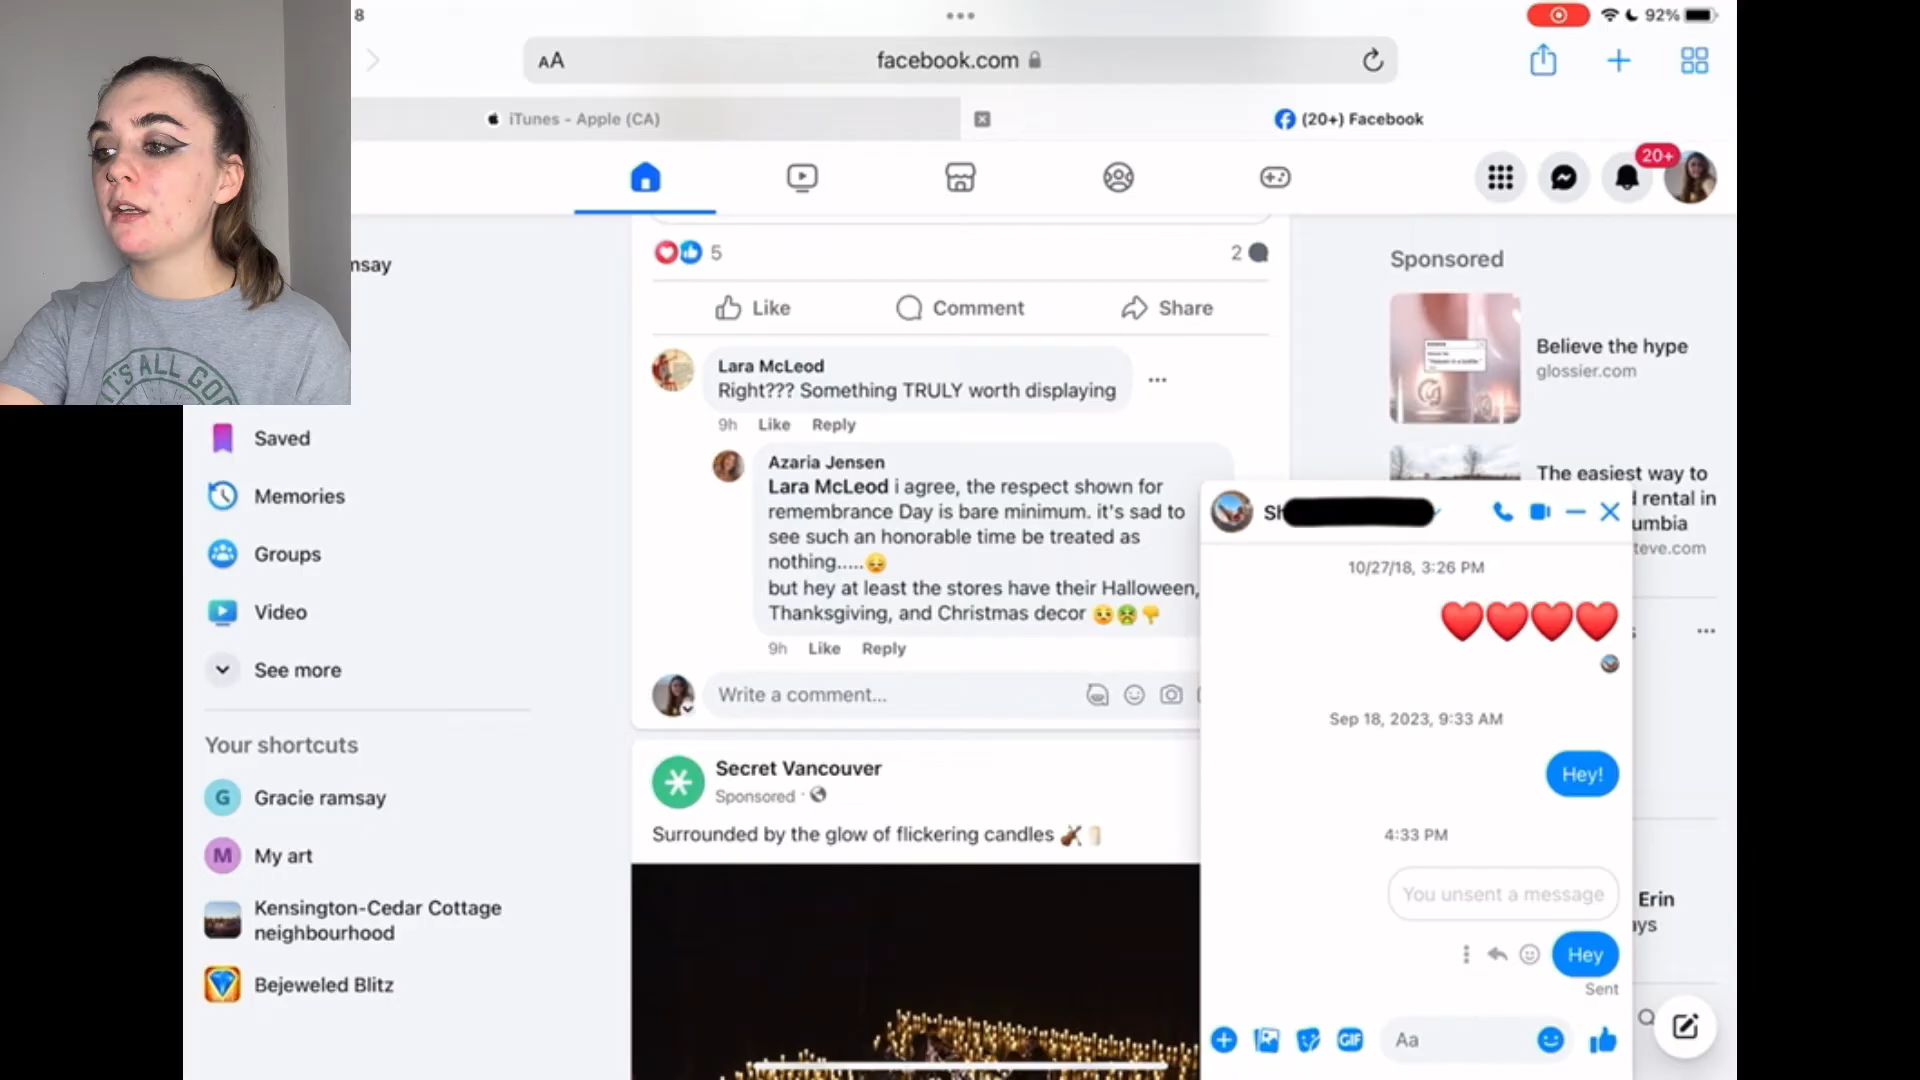 8
92%
AA
facebook.com
iTunes - Apple (CA)
(20+) Facebook
20+
msay
5
2
Sponsored
Like
Comment
Share
Believe the hype
glossier.com
Lara McLeod
Right??? Something TRULY worth displaying
9h Like Reply
Azaria Jensen
Lara McLeod i agree, the respect shown for
remembrance Day is bare minimum. it's sad to
see such an honorable time be treated as
nothing.....😔
but hey at least the stores have their Halloween,
Thanksgiving, and Christmas decor 😥🤮👇
9h Like Reply
Write a comment...
IT'S ALL GOO
Saved
Memories
Groups
Video
See more
Your shortcuts
G
Gracie ramsay
M
My art
Kensington-Cedar Cottage
neighbourhood
Bejeweled Blitz
Secret Vancouver
Sponsored ·
Surrounded by the glow of flickering candles 🎻🕯️
The easiest way to
d rental in
umbia
teve.com
Sh
10/27/18, 3:26 PM
❤️❤️❤️❤️
Sep 18, 2023, 9:33 AM
Hey!
4:33 PM
You unsent a message
Hey
Sent
GIF
Aa
Erin
ays